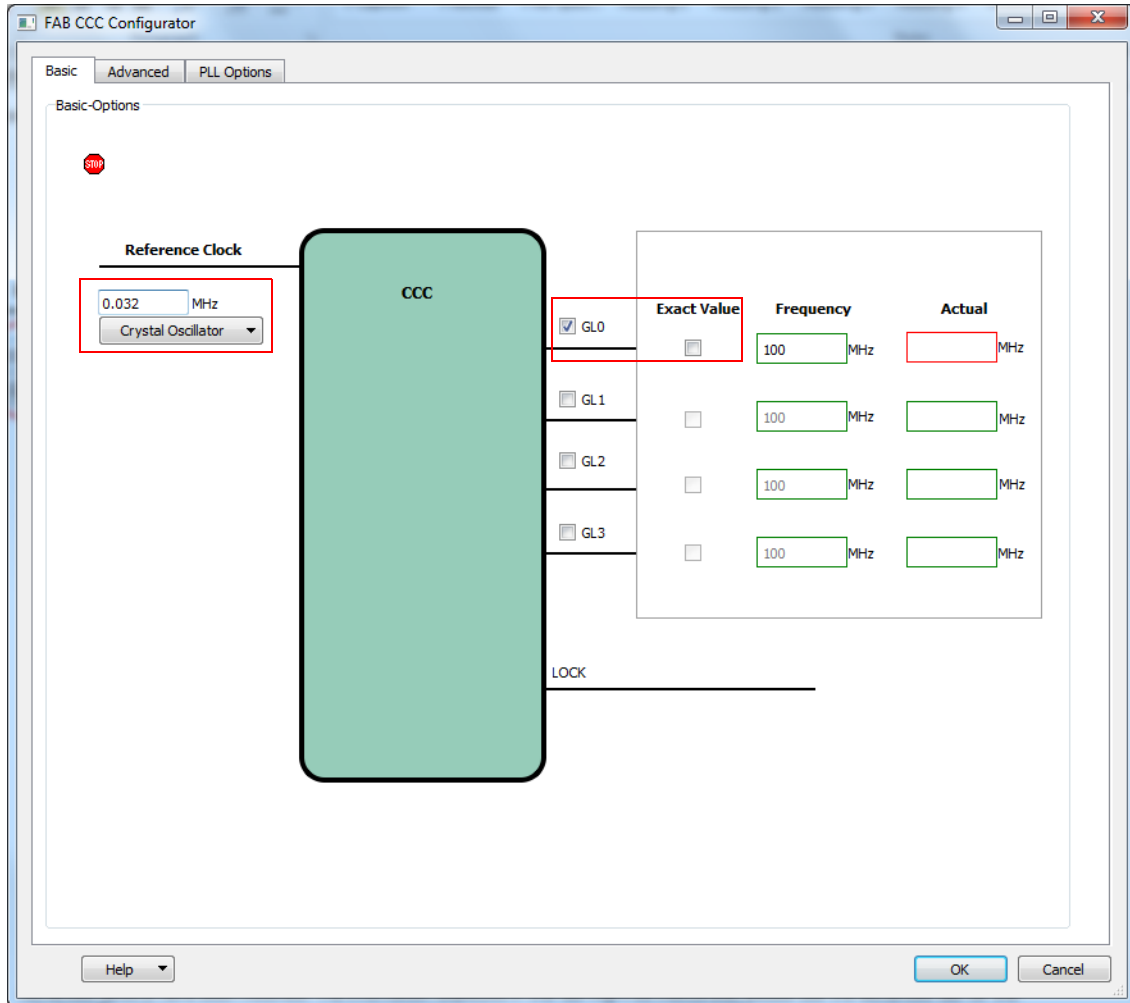 FAB CCC Configurator
Basic Advanced PLL Options
Basic-Options
STOP
Reference Clock
0.032 MHz
Crystal Oscillator
CCC
Exact Value Frequency Actual
GL0
100 MHz MHz
GL1
100 MHz MHz
GL2
100 MHz MHz
GL3
100 MHz MHz
LOCK
Help OK Cancel